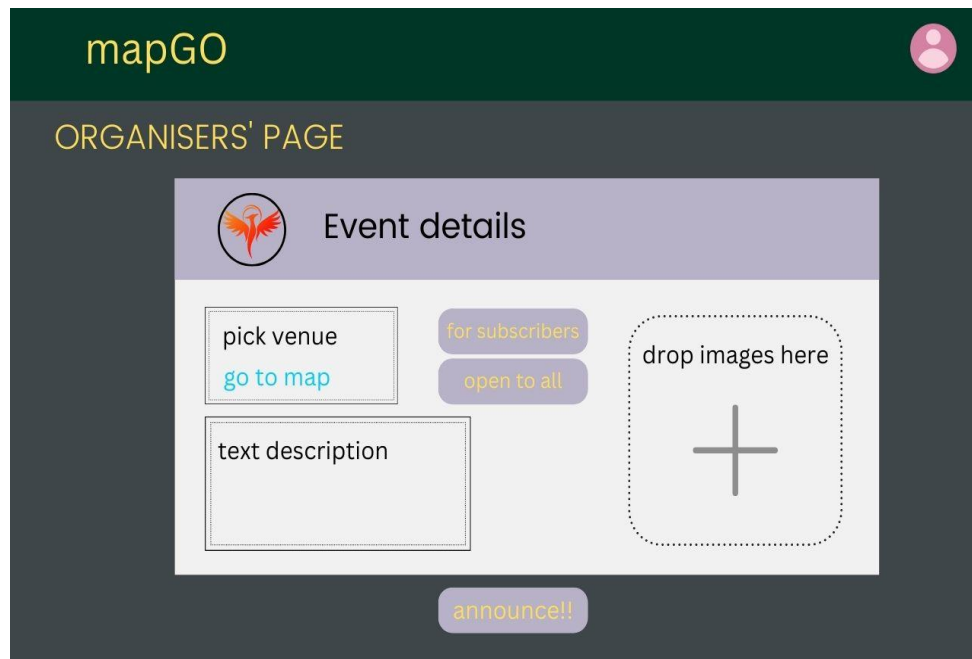 mapGO
ORGANISERS' PAGE
Event details
pick venue
go to map
for subscribers
open to all
drop images here
text description
announce!!